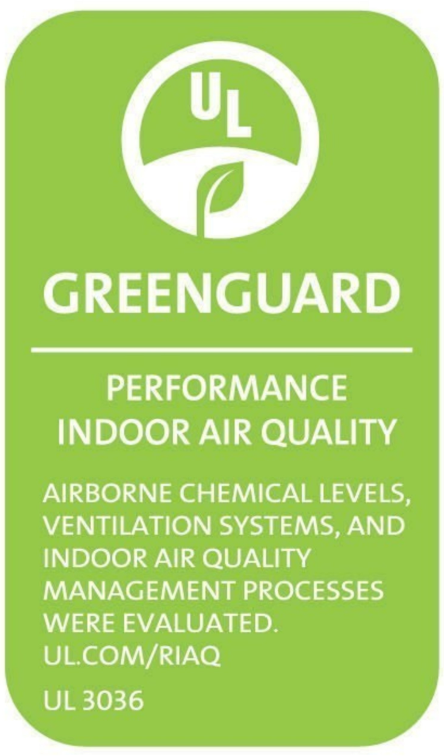 UL
GREENGUARD
PERFORMANCE
INDOOR AIR QUALITY
AIRBORNE CHEMICAL LEVELS,
VENTILATION SYSTEMS, AND
INDOOR AIR QUALITY
MANAGEMENT PROCESSES
WERE EVALUATED.
UL.COM/RIAQ
UL 3036